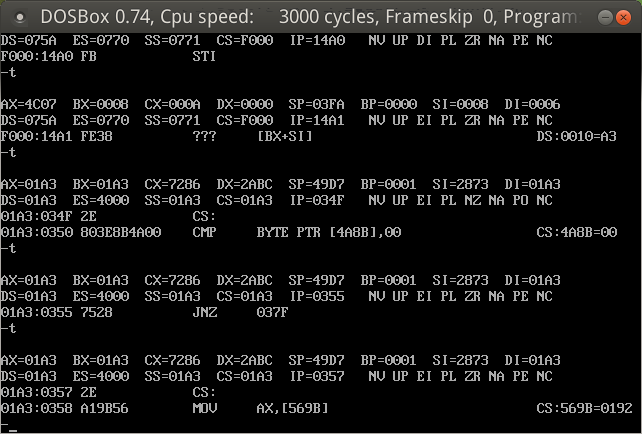 DOSBox 0.74, Cpu speed: 3000 cycles, Frameskip 0, Program
DS=075A ES=0770 SS=0771 CS=F000 IP=14A0 NV UP DI PL ZR NA PE NC
F000:14A0 FB STI
-t
AX=4C07 BX=0008 CX=000A DX=0000 SP=03FA BP=0000 SI=0008 DI=0006
DS=075A ES=0770 SS=0771 CS=F000 IP=14A1 NV UP EI PL ZR NA PE NC
F000:14A1 FE38 ??? [BX+SI] DS:0010=A3
-t
AX=01A3 BX=01A3 CX=7286 DX=2ABC SP=49D7 BP=0001 SI=2873 DI=01A3
DS=01A3 ES=4000 SS=01A3 CS=01A3 IP=034F NV UP EI PL NZ NA PO NC
01A3:034F 2E CS:
01A3:0350 803E8B4A00 CMP BYTE PTR [4A8B],00 CS:4A8B=00
-t
AX=01A3 BX=01A3 CX=7286 DX=2ABC SP=49D7 BP=0001 SI=2873 DI=01A3
DS=01A3 ES=4000 SS=01A3 CS=01A3 IP=0355 NV UP EI PL ZR NA PE NC
01A3:0355 7528 JNZ 037F
-t
AX=01A3 BX=01A3 CX=7286 DX=2ABC SP=49D7 BP=0001 SI=2873 DI=01A3
DS=01A3 ES=4000 SS=01A3 CS=01A3 IP=0357 NV UP EI PL ZR NA PE NC
01A3:0357 2E CS:
01A3:0358 A19B56 MOV AX,[569B] CS:569B=0192
-_